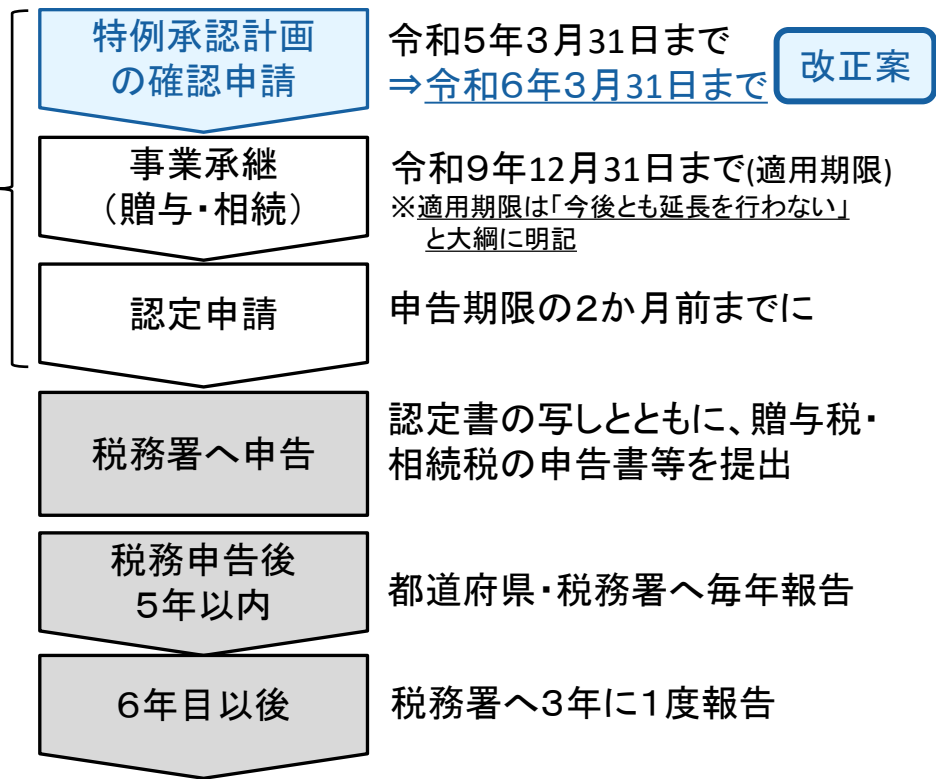 特例承認計画
の確認申請
令和５年３月31日まで
⇒令和６年３月31日まで
改正案
事業承継
（贈与・相続）
令和９年12月31日まで(適用期限)
※適用期限は「今後とも延長を行わない」
と大綱に明記
認定申請
申告期限の２か月前までに
税務署へ申告
認定書の写しとともに、贈与税・
相続税の申告書等を提出
税務申告後
５年以内
都道府県・税務署へ毎年報告
６年目以後
税務署へ３年に１度報告